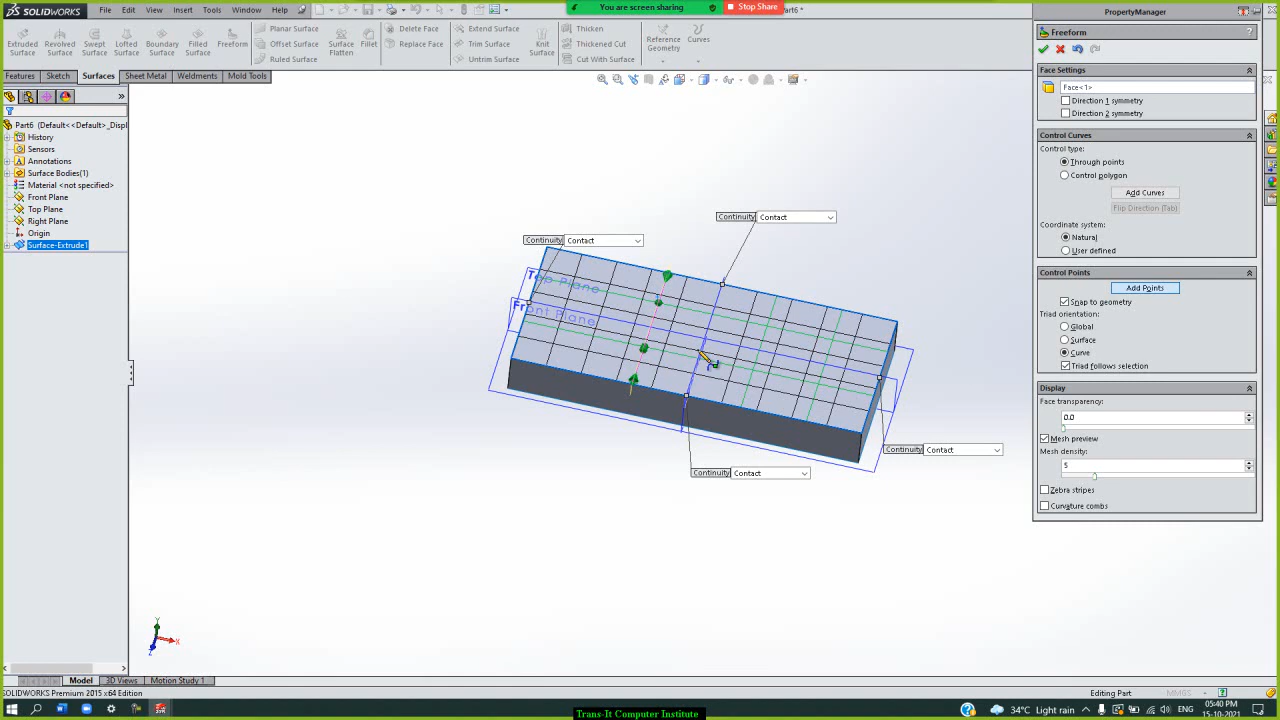 SOLIDWORKS File Edit View Insert Tools Window Help You are screen sharing Stop Share Part6 * PropertyManager
Extruded Surface Revolved Surface Swept Surface Lofted Surface Boundary Surface Filled Surface Freeform
Planar Surface
Offset Surface
Ruled Surface
Surface Flatten Fillet
Delete Face
Replace Face
Knit Surface
Extend Surface
Trim Surface
Untrim Surface
Thicken
Thickened Cut
Cut With Surface
Reference Geometry Curves
Features Sketch Surfaces Sheet Metal Weldments Mold Tools
Part6 (Default<<Default>_Displ
History
Sensors
Annotations
Surface Bodies(1)
Material <not specified>
Front Plane
Top Plane
Right Plane
Origin
Surface-Extrude1
Continuity Contact
Continuity Contact
Top Plane
Front Plane
Continuity Contact
Continuity Contact
Y
X
Z
Freeform ?
Face Settings
Face<1>
Direction 1 symmetry
Direction 2 symmetry
Control Curves
Control type:
Through points
Control polygon
Add Curves
Flip Direction (Tab)
Coordinate system:
Natural
User defined
Control Points
Add Points
Snap to geometry
Triad orientation:
Global
Surface
Curve
Triad follows selection
Display
Face transparency:
0.0
Mesh preview
Mesh density:
5
Zebra stripes
Curvature combs
Model 3D Views Motion Study 1
SOLIDWORKS Premium 2015 x64 Edition Editing Part MMGS
34°C Light rain ENG 05:40 PM
15-10-2021
Trans-It Computer Institute